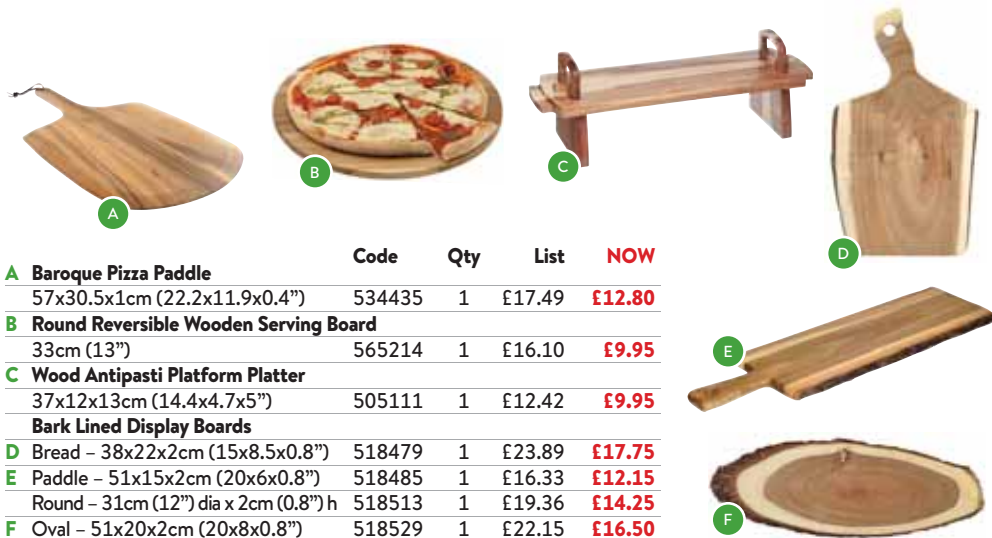 A
B
C
D
E
F
Code Qty List NOW
A Baroque Pizza Paddle
57x30.5x1cm (22.2x11.9x0.4”) 534435 1 £17.49 £12.80
B Round Reversible Wooden Serving Board
33cm (13”) 565214 1 £16.10 £9.95
C Wood Antipasti Platform Platter
37x12x13cm (14.4x4.7x5”) 505111 1 £12.42 £9.95
Bark Lined Display Boards
D Bread – 38x22x2cm (15x8.5x0.8”) 518479 1 £23.89 £17.75
E Paddle – 51x15x2cm (20x6x0.8”) 518485 1 £16.33 £12.15
Round – 31cm (12”) dia x 2cm (0.8”) h 518513 1 £19.36 £14.25
F Oval – 51x20x2cm (20x8x0.8”) 518529 1 £22.15 £16.50